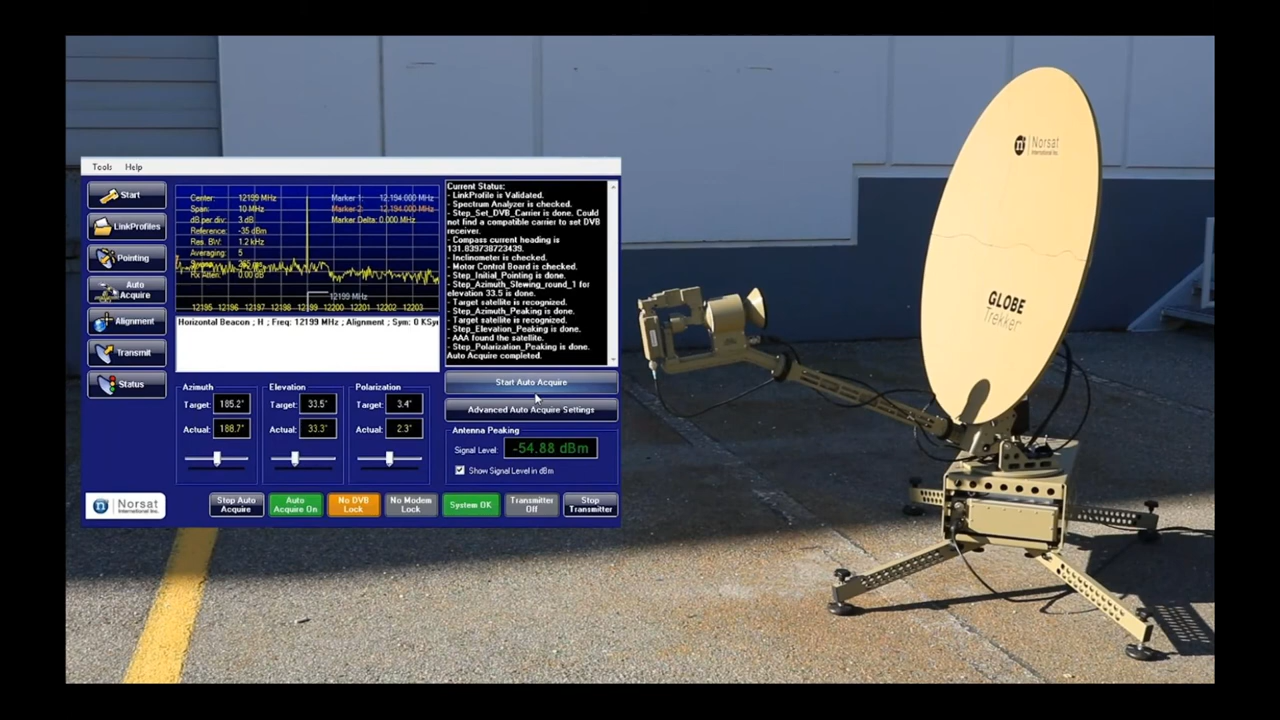 Tools Help
Start
LinkProfiles
Pointing
Auto
Acquire
Alignment
Transmit
Status
Center: 12199 MHz
Span: 10 MHz
dB per div: 3 dB
Reference: -35 dBm
Res. BW: 1.2 kHz
Averaging: 5
Rx Atten: 0.00 dB
Marker 1: 12,194.000 MHz
Marker 2: 12,194.000 MHz
Marker Delta: 0.000 MHz
12199 MHz
12195 12196 12197 12198 12199 12200 12201 12202 12203
Horizontal Beacon ; H ; Freq: 12199 MHz ; Alignment ; Sym: 0 KSy
Current Status:
- LinkProfile is Validated.
- Spectrum Analyzer is checked.
- Step_Set_DVB_Carrier is done. Could
not find a compatible carrier to set DVB
receiver.
- Compass current heading is
131.839738723439.
- Inclinometer is checked.
- Motor Control Board is checked.
- Step_Initial_Pointing is done.
- Step_Azimuth_Slewing_round_1 for
elevation 33.5 is done.
- Target satellite is recognized.
- Step_Azimuth_Peaking is done.
- Target satellite is recognized.
- Step_Elevation_Peaking is done.
- AAA found the satellite.
- Step_Polarization_Peaking is done.
Auto Acquire completed.
Start Auto Acquire
Advanced Auto Acquire Settings
Azimuth
Target: 185.2°
Actual: 188.7°
Elevation
Target: 33.5°
Actual: 33.3°
Polarization
Target: 3.4°
Actual: 2.3°
Antenna Peaking
Signal Level: -54.88 dBm
Show Signal Level in dBm
n Norsat
International Inc.
Stop Auto
Acquire
Auto
Acquire On
No DVB
Lock
No Modem
Lock
System OK
Transmitter
Off
Stop
Transmitter
n Norsat
International Inc.
GLOBE
Trekker